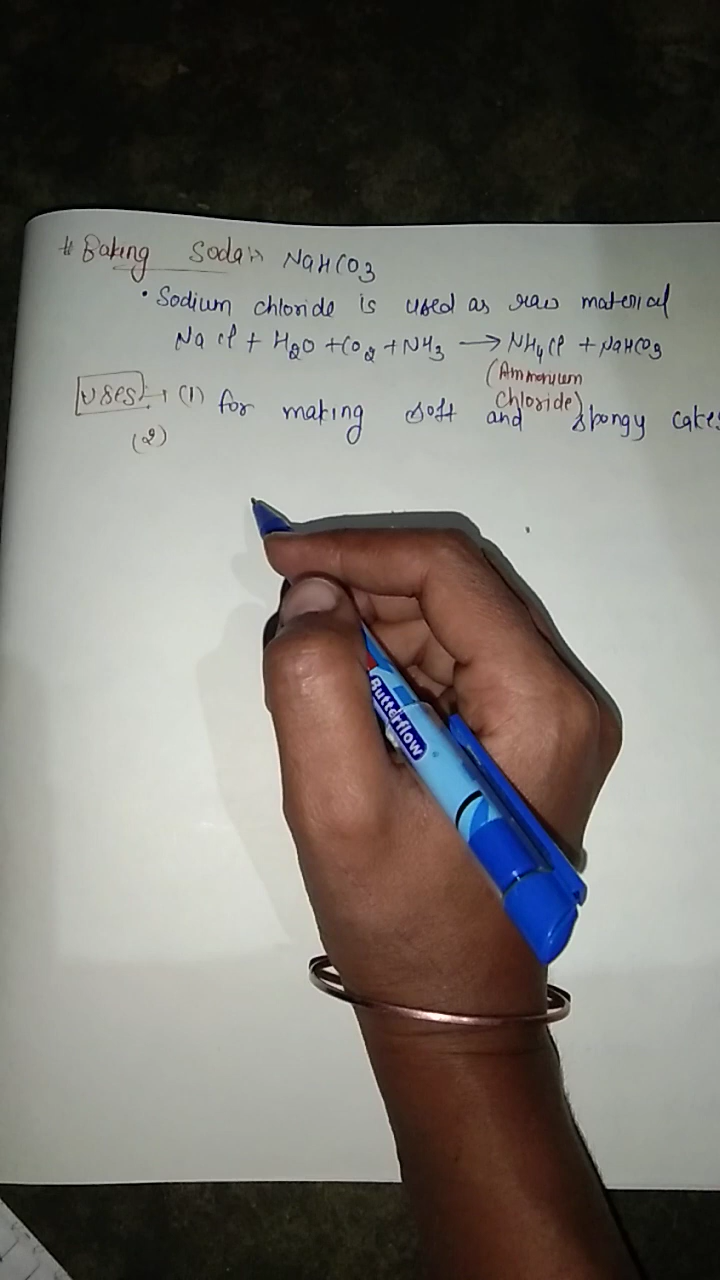 # Baking Soda:- NaHCO3
• Sodium chloride is used as raw material
NaCl + H2O + CO2 + NH3 → NH4Cl + NaHCO3
(Ammonium
Chloride)
Uses:→ (1) for making soft and spongy cakes
(2)
Butterflow